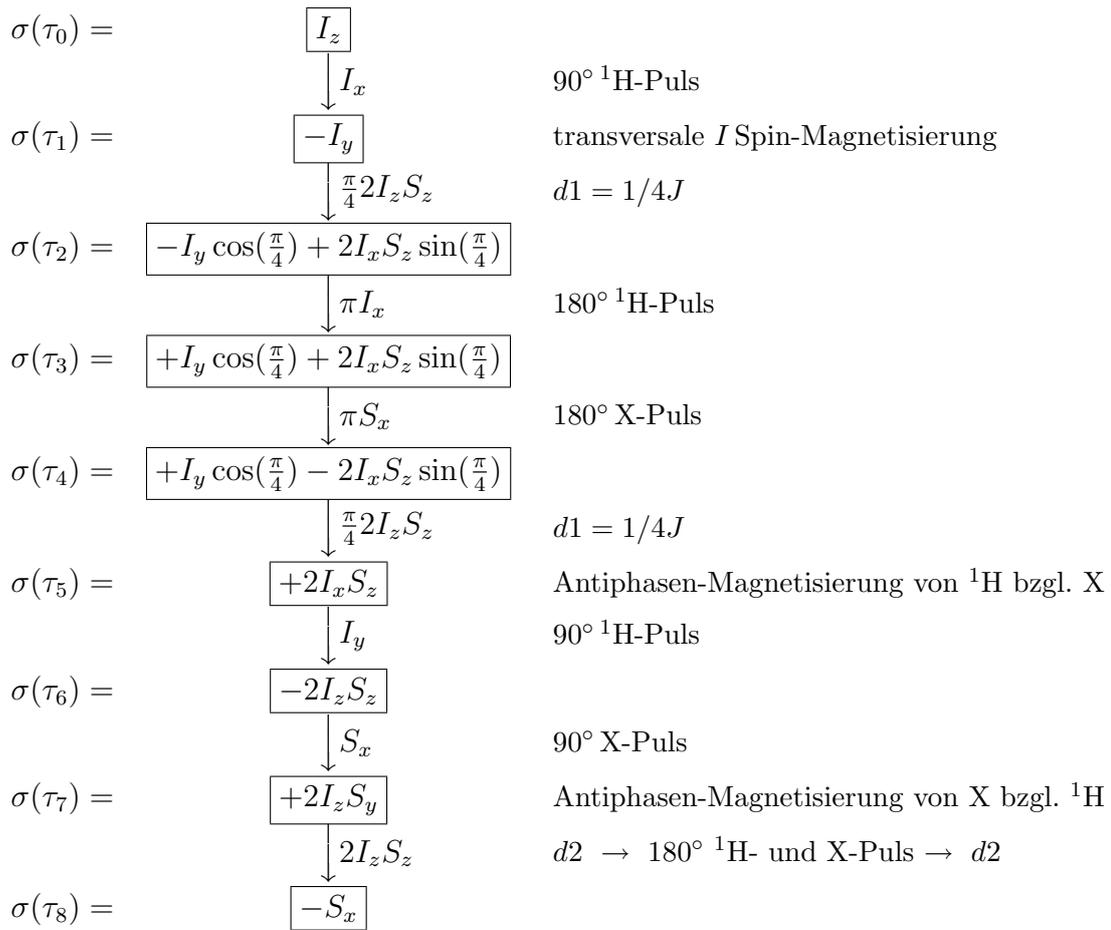 σ(τ₀) = I_z
I_x 90° ¹H-Puls
σ(τ₁) = −I_y transversale I Spin-Magnetisierung
π/4 2I_zS_z d1 = 1/4J
σ(τ₂) = −I_y cos(π/4) + 2I_xS_z sin(π/4)
πI_x 180° ¹H-Puls
σ(τ₃) = +I_y cos(π/4) + 2I_xS_z sin(π/4)
πS_x 180° X-Puls
σ(τ₄) = +I_y cos(π/4) − 2I_xS_z sin(π/4)
π/4 2I_zS_z d1 = 1/4J
σ(τ₅) = +2I_xS_z Antiphasen-Magnetisierung von ¹H bzgl. X
I_y 90° ¹H-Puls
σ(τ₆) = −2I_zS_z
S_x 90° X-Puls
σ(τ₇) = +2I_zS_y Antiphasen-Magnetisierung von X bzgl. ¹H
2I_zS_z d2 → 180° ¹H- und X-Puls → d2
σ(τ₈) = −S_x